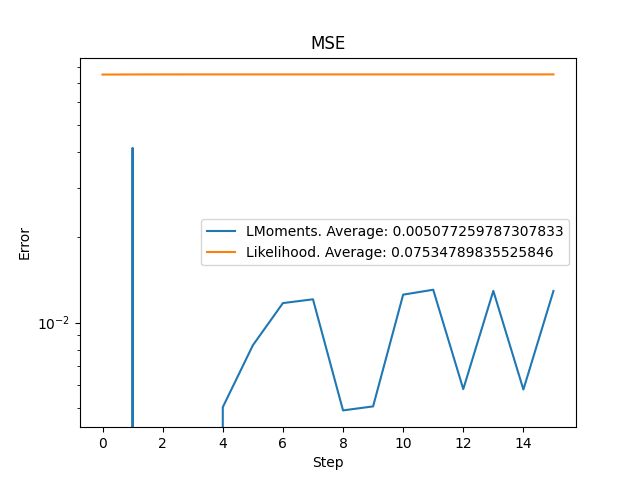 MSE
Error
10⁻²
LMoments. Average: 0.005077259787307833
Likelihood. Average: 0.07534789835525846
0 2 4 6 8 10 12 14
Step